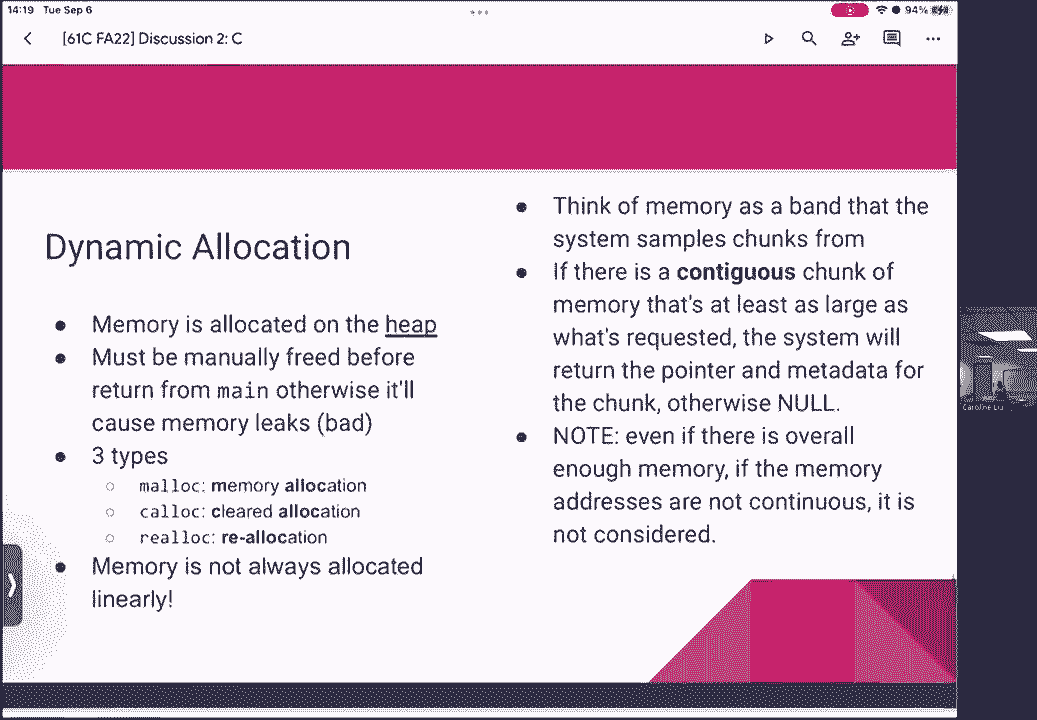 14:19 Tue Sep 6
94%
[61C FA22] Discussion 2: C
Dynamic Allocation
● Memory is allocated on the heap
● Must be manually freed before
return from main otherwise it'll
cause memory leaks (bad)
● 3 types
○ malloc: memory allocation
○ calloc: cleared allocation
○ realloc: re-allocation
● Memory is not always allocated
linearly!
● Think of memory as a band that the
system samples chunks from
● If there is a contiguous chunk of
memory that's at least as large as
what's requested, the system will
return the pointer and metadata for
the chunk, otherwise NULL.
● NOTE: even if there is overall
enough memory, if the memory
addresses are not continuous, it is
not considered.
Caroline Liu